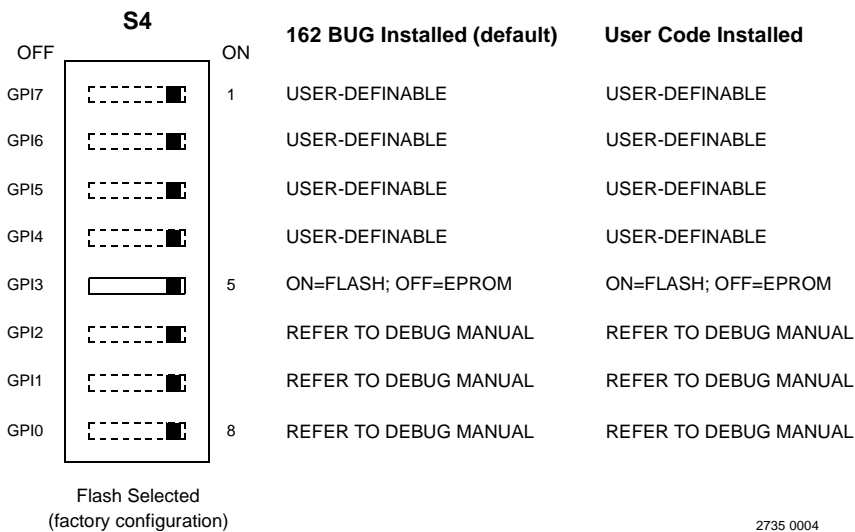 S4
OFF ON 162 BUG Installed (default) User Code Installed
GPI7 1 USER-DEFINABLE USER-DEFINABLE
GPI6 USER-DEFINABLE USER-DEFINABLE
GPI5 USER-DEFINABLE USER-DEFINABLE
GPI4 USER-DEFINABLE USER-DEFINABLE
GPI3 5 ON=FLASH; OFF=EPROM ON=FLASH; OFF=EPROM
GPI2 REFER TO DEBUG MANUAL REFER TO DEBUG MANUAL
GPI1 REFER TO DEBUG MANUAL REFER TO DEBUG MANUAL
GPI0 8 REFER TO DEBUG MANUAL REFER TO DEBUG MANUAL
Flash Selected
(factory configuration)
2735 0004